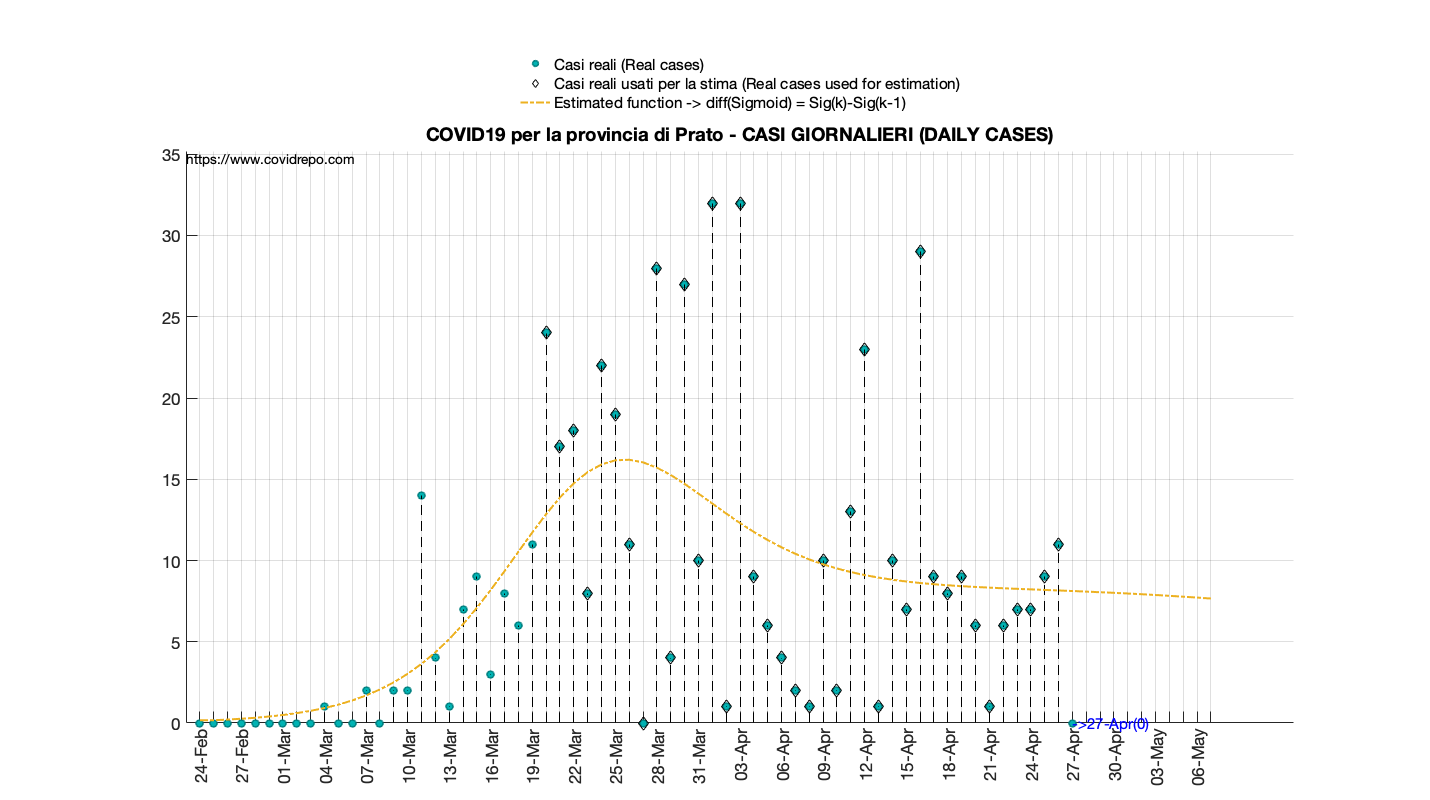 Casi reali (Real cases)
Casi reali usati per la stima (Real cases used for estimation)
Estimated function -> diff(Sigmoid) = Sig(k)-Sig(k-1)
COVID19 per la provincia di Prato - CASI GIORNALIERI (DAILY CASES)
https://www.covidrepo.com
35
30
25
20
15
10
5
0
->27-Apr(0)
24-Feb
27-Feb
01-Mar
04-Mar
07-Mar
10-Mar
13-Mar
16-Mar
19-Mar
22-Mar
25-Mar
28-Mar
31-Mar
03-Apr
06-Apr
09-Apr
12-Apr
15-Apr
18-Apr
21-Apr
24-Apr
27-Apr
30-Apr
03-May
06-May